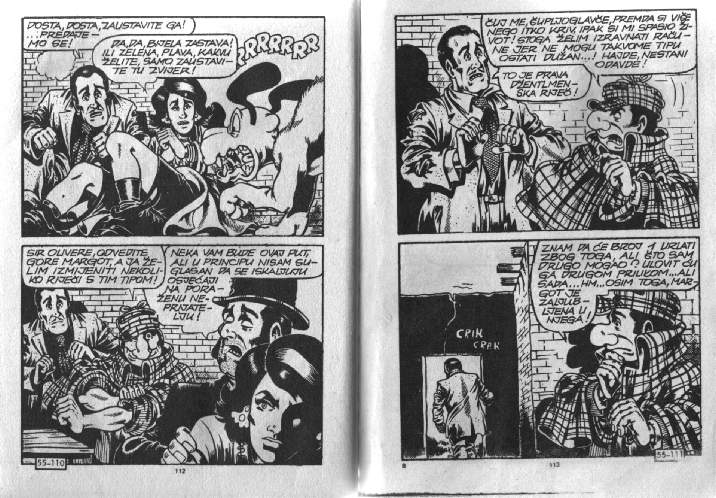 DOSTA, DOSTA, ZAUSTAVITE GA!
...PREDAJE-
MO SE!
DA, DA, BIJELA ZASTAVA!
ILI ZELENA, PLAVA, KAKVU
ŽELITE, SAMO ZAUSTAVI-
TE TU ZVIJER!
RRRRRRR
SIR OLIVERE, ODVEDITE
GORE MARGOT, A JA ŽE-
LIM IZMIJENITI NEKOLI-
KO RIJEČI S TIM TIPOM!
NEKA VAM BUDE OVAJ PUT,
ALI U PRINCIPU NISAM SU-
GLASAN DA SE ISKALJUJU
OSJEĆAJI
NA PORA-
ŽENU NE-
PRIJATE-
LJU!
55-110
112
ČUJ ME, ŠUPLJOGLAVČE, PREMDA SI VIŠE
NEGO ITKO KRIV, IPAK SI MI SPASIO ŽI-
VOT! STOGA ŽELIM IZRAVNATI RAČU-
NE JER NE MOGU TAKVOME TIPU
OSTATI DUŽAN...! HAJDE, NESTANI
ODAVDE!
TO JE PRAVA
DŽENTLMEN-
SKA RIJEČ!
ZNAM DA ĆE BROJ 1 URLATI
ZBOG TOGA, ALI ŠTO SAM
DRUGO MOGAO? ULOVIT ĆU
GA DRUGOM PRILIKOM... ALI
SADA... HM... OSIM TOGA, MAR-
GOT JE
ZALJUB-
LJENA U
NJEGA!
CRIK
CRAK
8
113
55-111